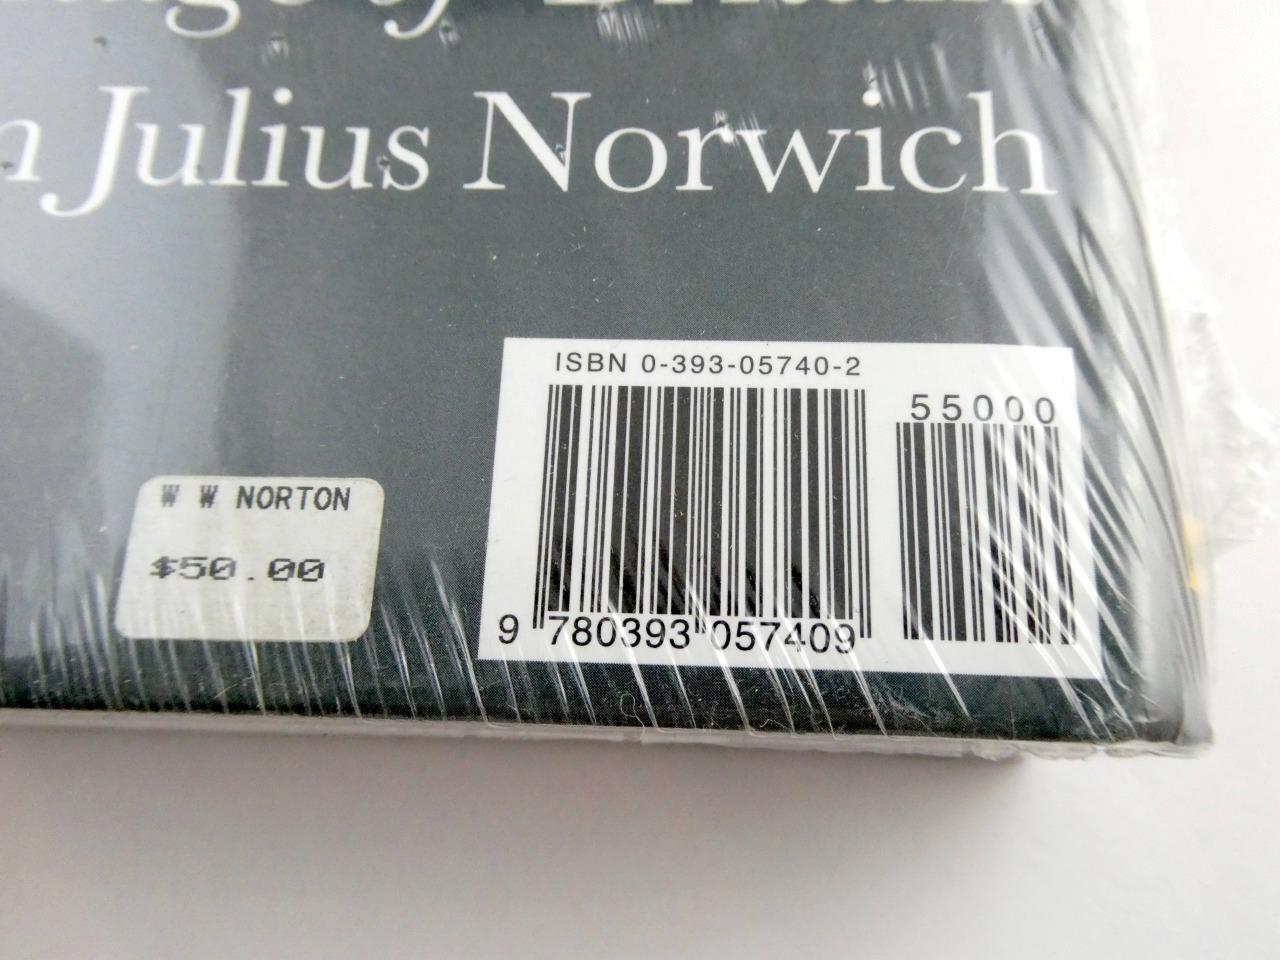 Julius Norwich
ISBN 0-393-05740-2
55000
W W NORTON
$50.00
9 780393 057409